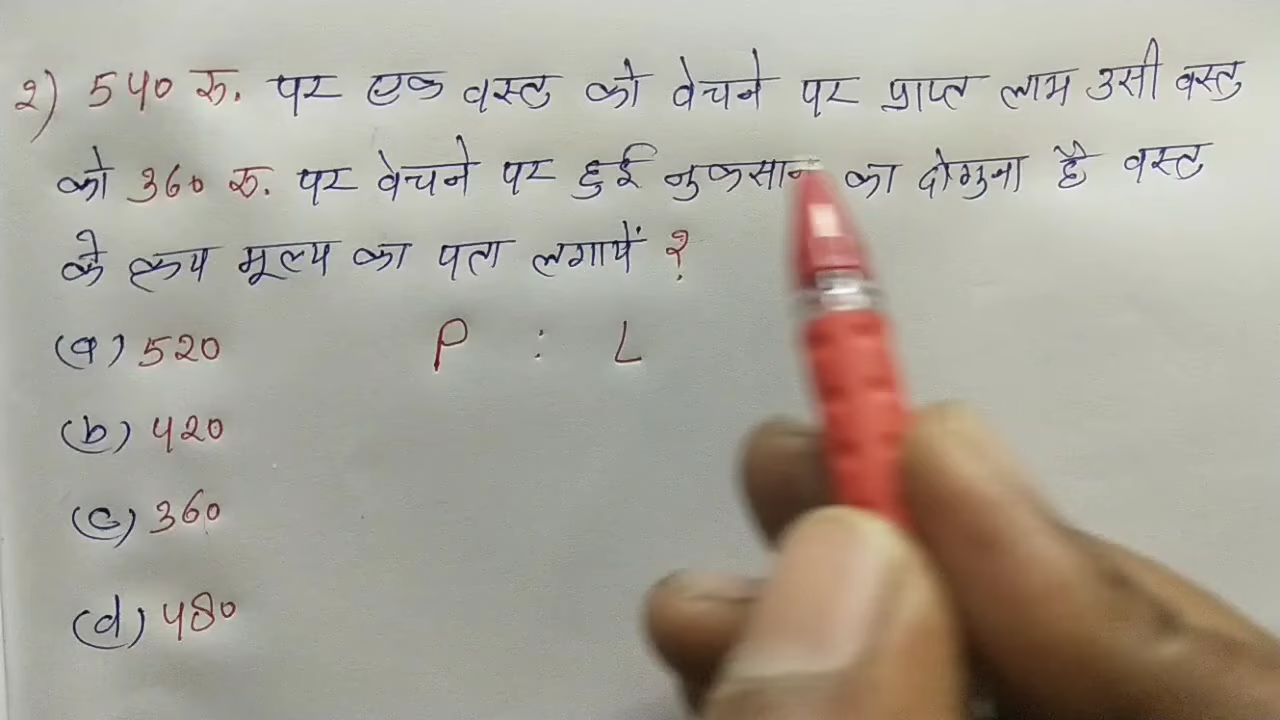 २) 540 रु. पर एक वस्तु को बेचने पर प्राप्त लाभ उसी वस्तु
को 360 रु. पर बेचने पर हुई नुकसान का दोगुना है वस्तु
के क्रय मूल्य का पता लगायें ?
(a) 520
P : L
(b) 420
(c) 360
(d) 480